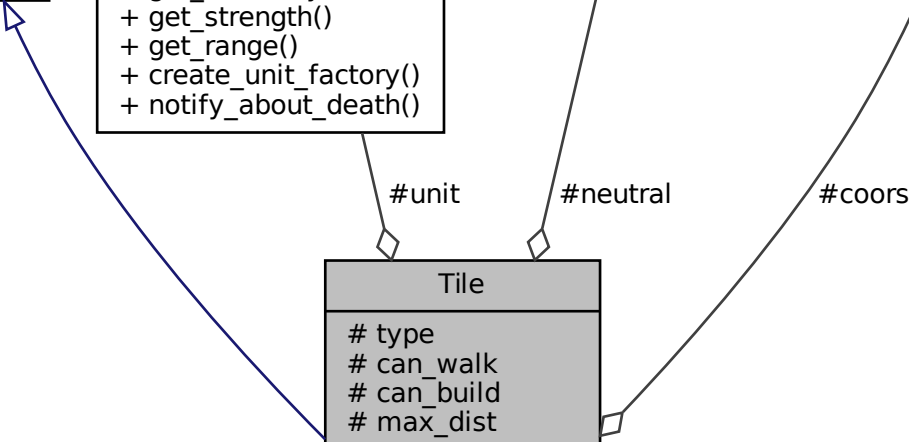 + get_strength()
+ get_range()
+ create_unit_factory()
+ notify_about_death()
#unit
#neutral
#coors
Tile
# type
# can_walk
# can_build
# max_dist